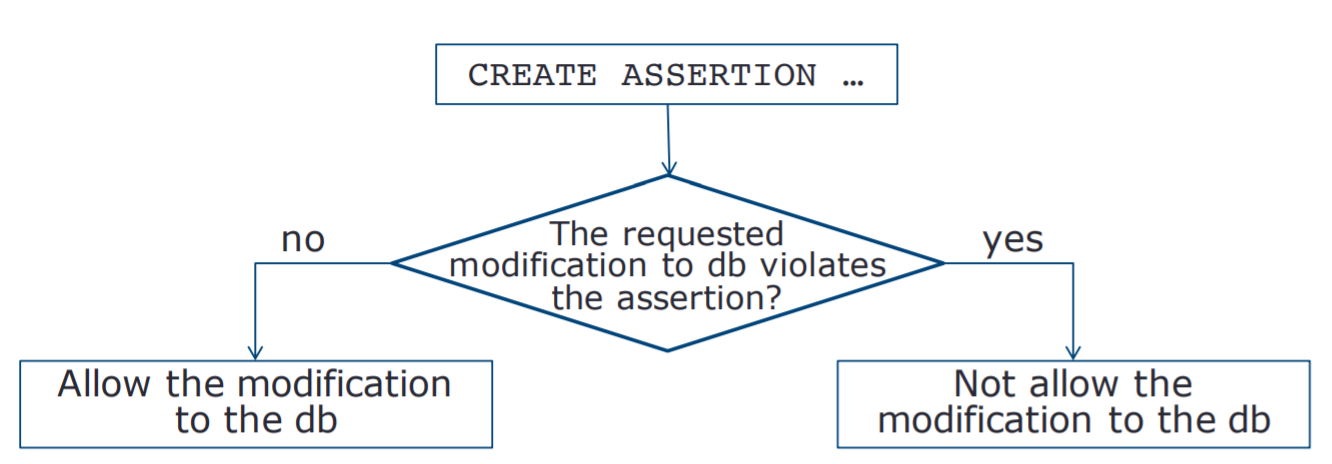 CREATE ASSERTION …
The requested
modification to db violates
the assertion?
no
yes
Allow the modification
to the db
Not allow the
modification to the db